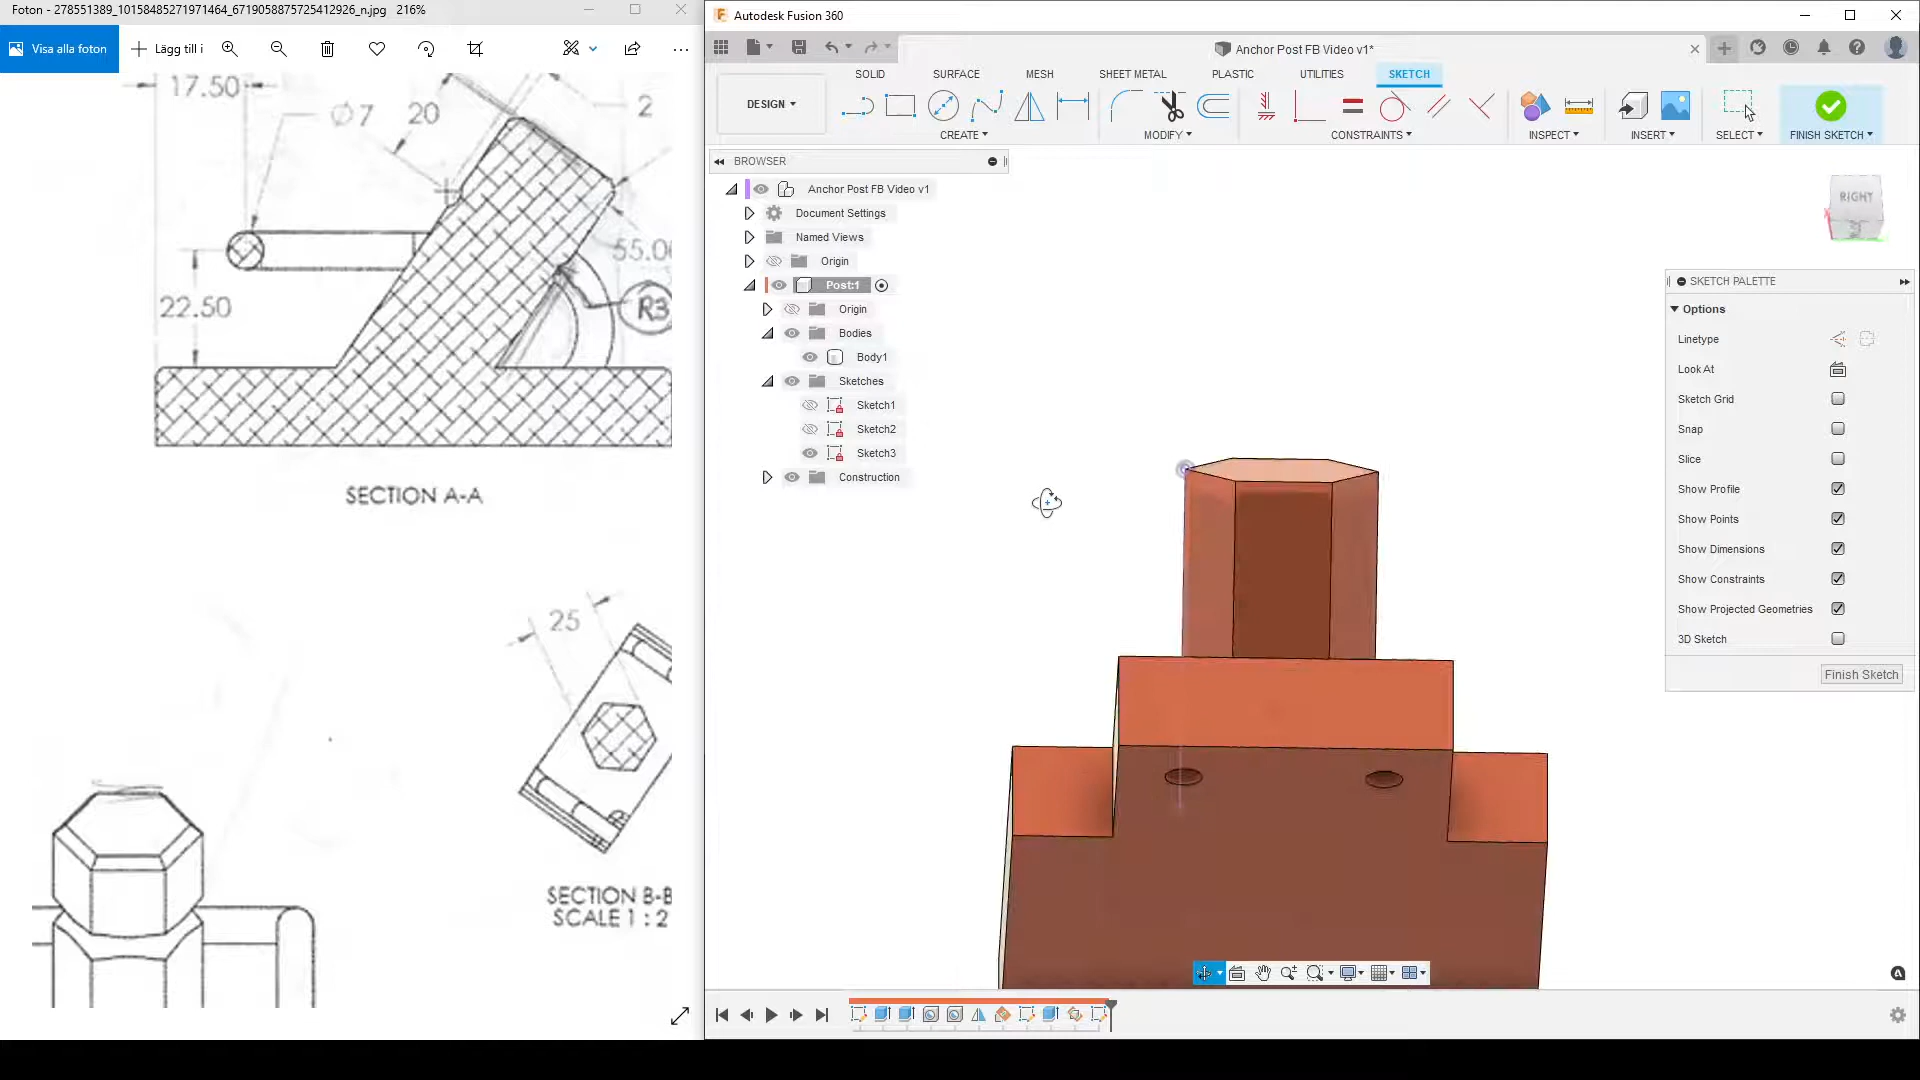 Foton - 278551389_10158485271971464_6719058875725412926_n.jpg   216%
Visa alla foton
Lägg till i
17.50
Ø7
20
2
22.50
R3
SECTION A-A
25
SECTION B-B
SCALE 1 : 2
Autodesk Fusion 360
Anchor Post FB Video v1*
DESIGN
SOLID
SURFACE
MESH
SHEET METAL
PLASTIC
UTILITIES
SKETCH
CREATE
MODIFY
CONSTRAINTS
INSPECT
INSERT
SELECT
FINISH SKETCH
BROWSER
Anchor Post FB Video v1
Document Settings
Named Views
Origin
Post:1
Origin
Bodies
Body1
Sketches
Sketch1
Sketch2
Sketch3
Construction
RIGHT
SKETCH PALETTE
Options
Linetype
Look At
Sketch Grid
Snap
Slice
Show Profile
Show Points
Show Dimensions
Show Constraints
Show Projected Geometries
3D Sketch
Finish Sketch